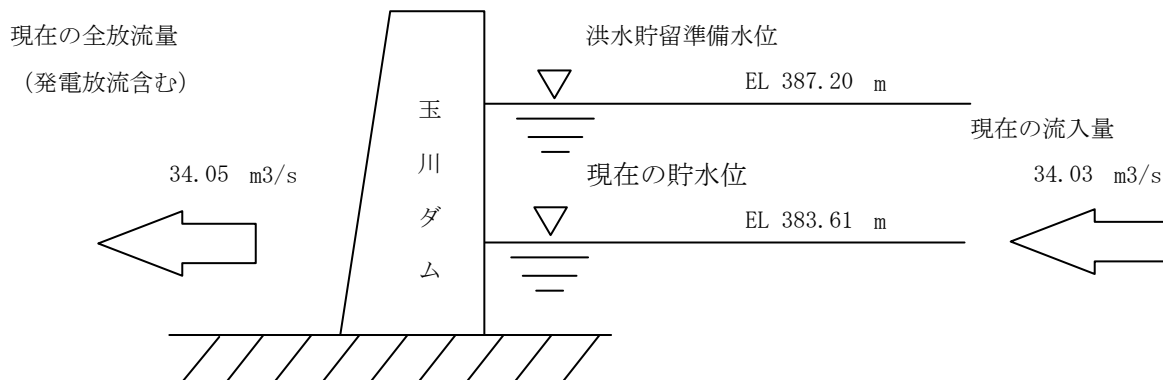 現在の全放流量
(発電放流含む)
34.05 m3/s
玉川ダム
洪水貯留準備水位
EL 387.20 m
現在の貯水位
EL 383.61 m
現在の流入量
34.03 m3/s